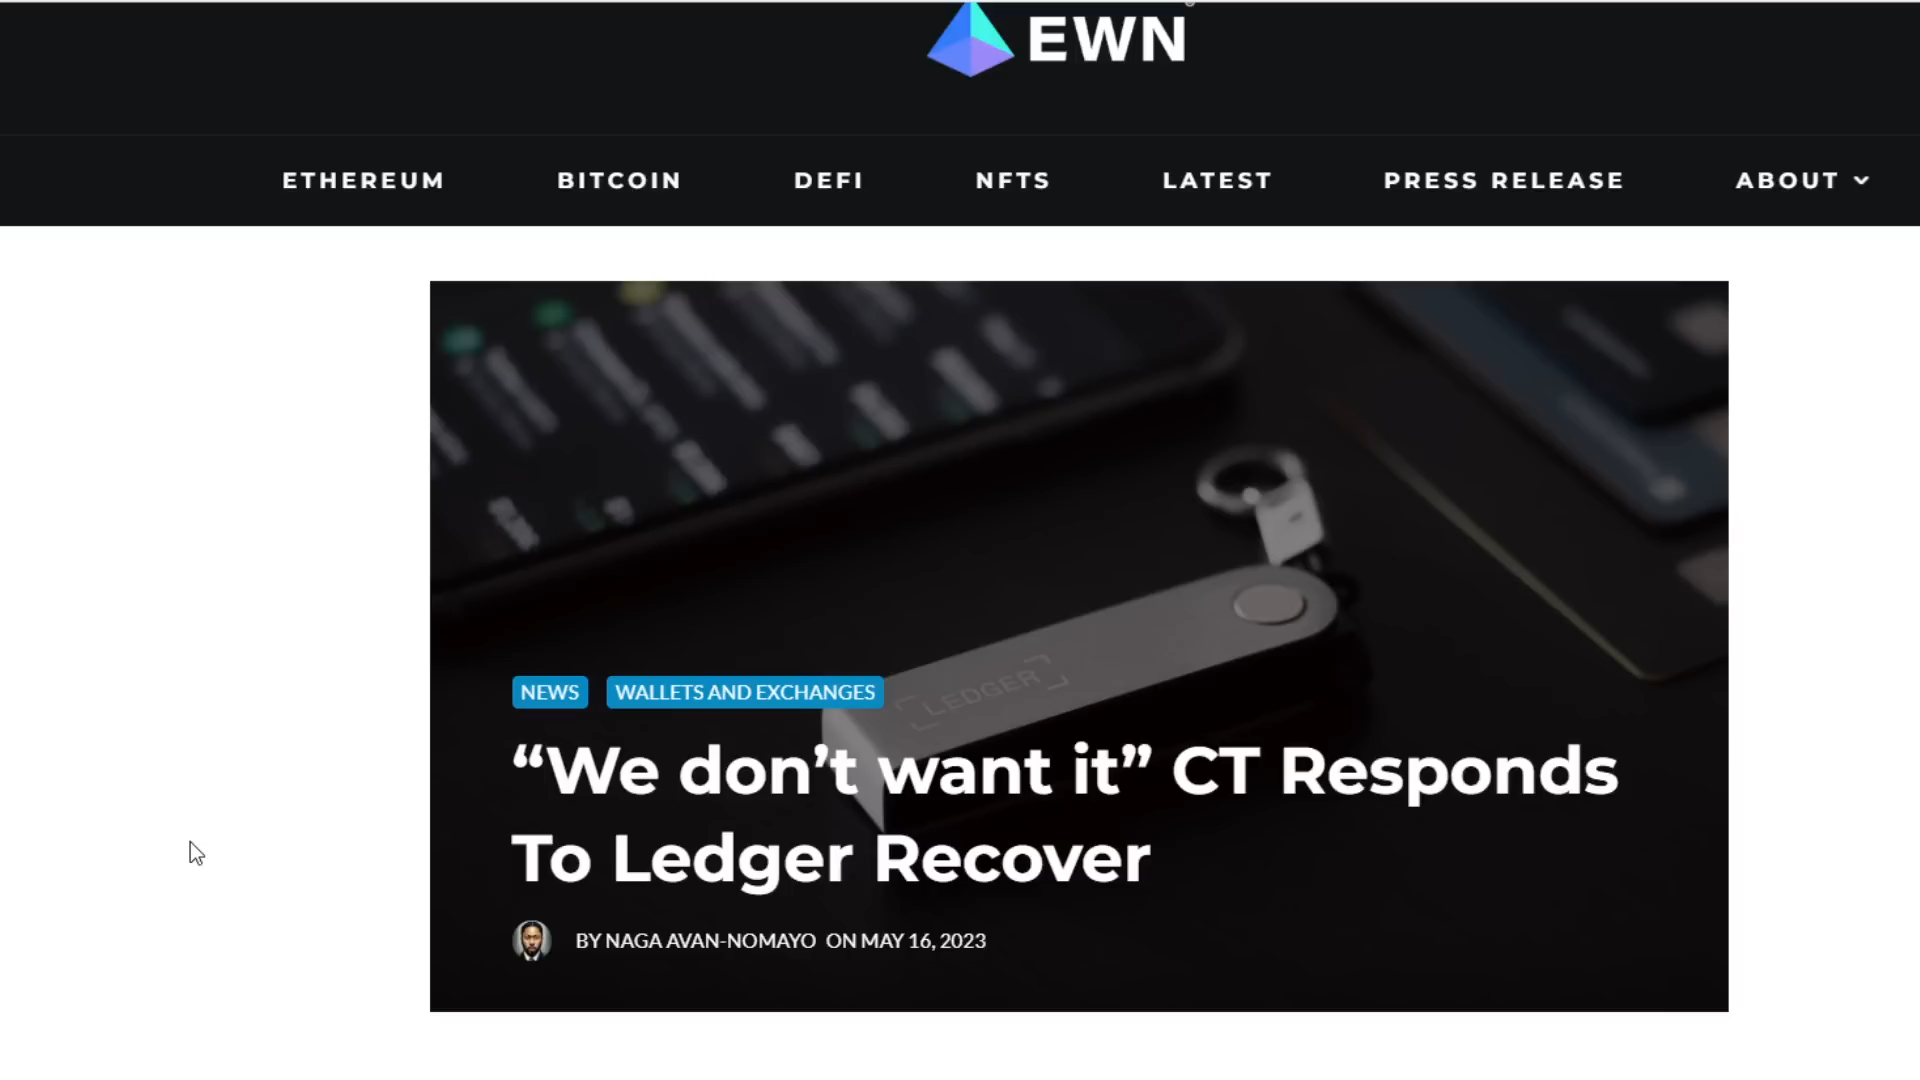 EWN
ETHEREUM BITCOIN DEFI NFTS LATEST PRESS RELEASE ABOUT
LEDGER
NEWS WALLETS AND EXCHANGES
“We don’t want it” CT Responds
To Ledger Recover
BY NAGA AVAN-NOMAYO ON MAY 16, 2023